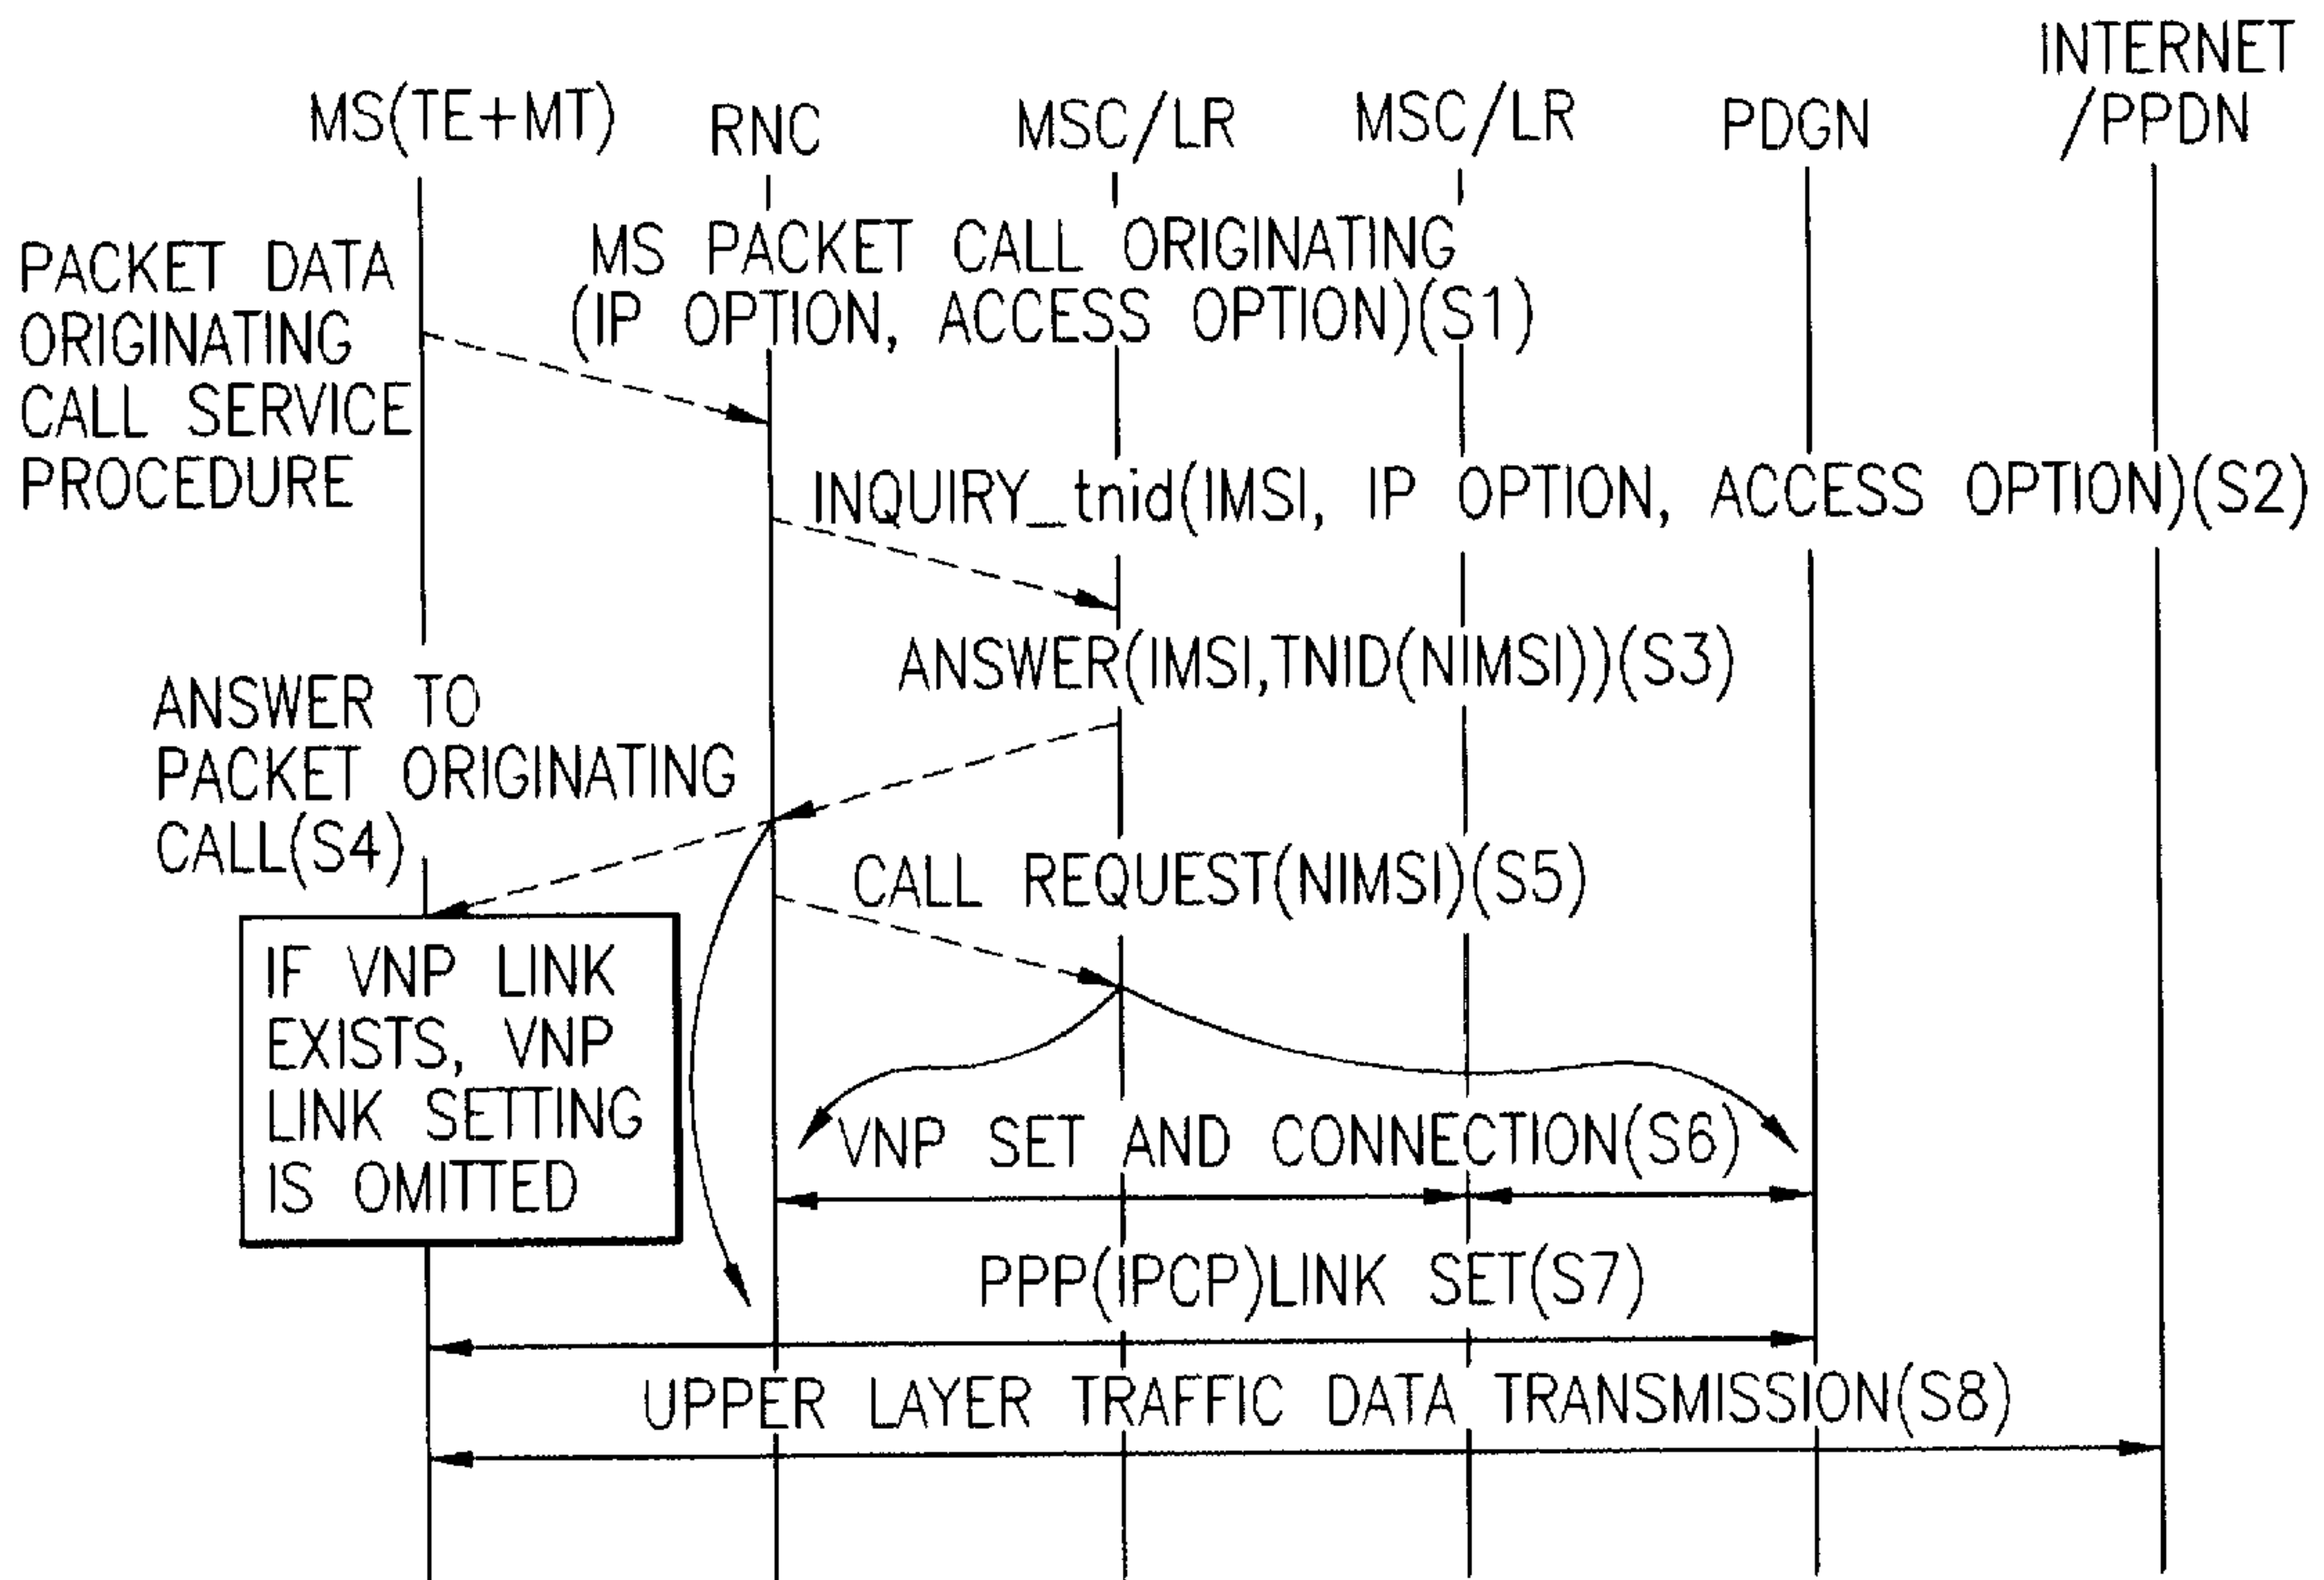 INTERNET
/PPDN
MS(TE+MT)
RNC
MSC/LR
MSC/LR
PDGN
PACKET DATA
ORIGINATING
CALL SERVICE
PROCEDURE
MS PACKET CALL ORIGINATING
(IP OPTION, ACCESS OPTION)(S1)
INQUIRY_tnid(IMSI, IP OPTION, ACCESS OPTION)(S2)
ANSWER(IMSI,TNID(NIMSI))(S3)
ANSWER TO
PACKET ORIGINATING
CALL(S4)
CALL REQUEST(NIMSI)(S5)
IF VNP LINK
EXISTS, VNP
LINK SETTING
IS OMITTED
VNP SET AND CONNECTION(S6)
PPP(IPCP)LINK SET(S7)
UPPER LAYER TRAFFIC DATA TRANSMISSION(S8)